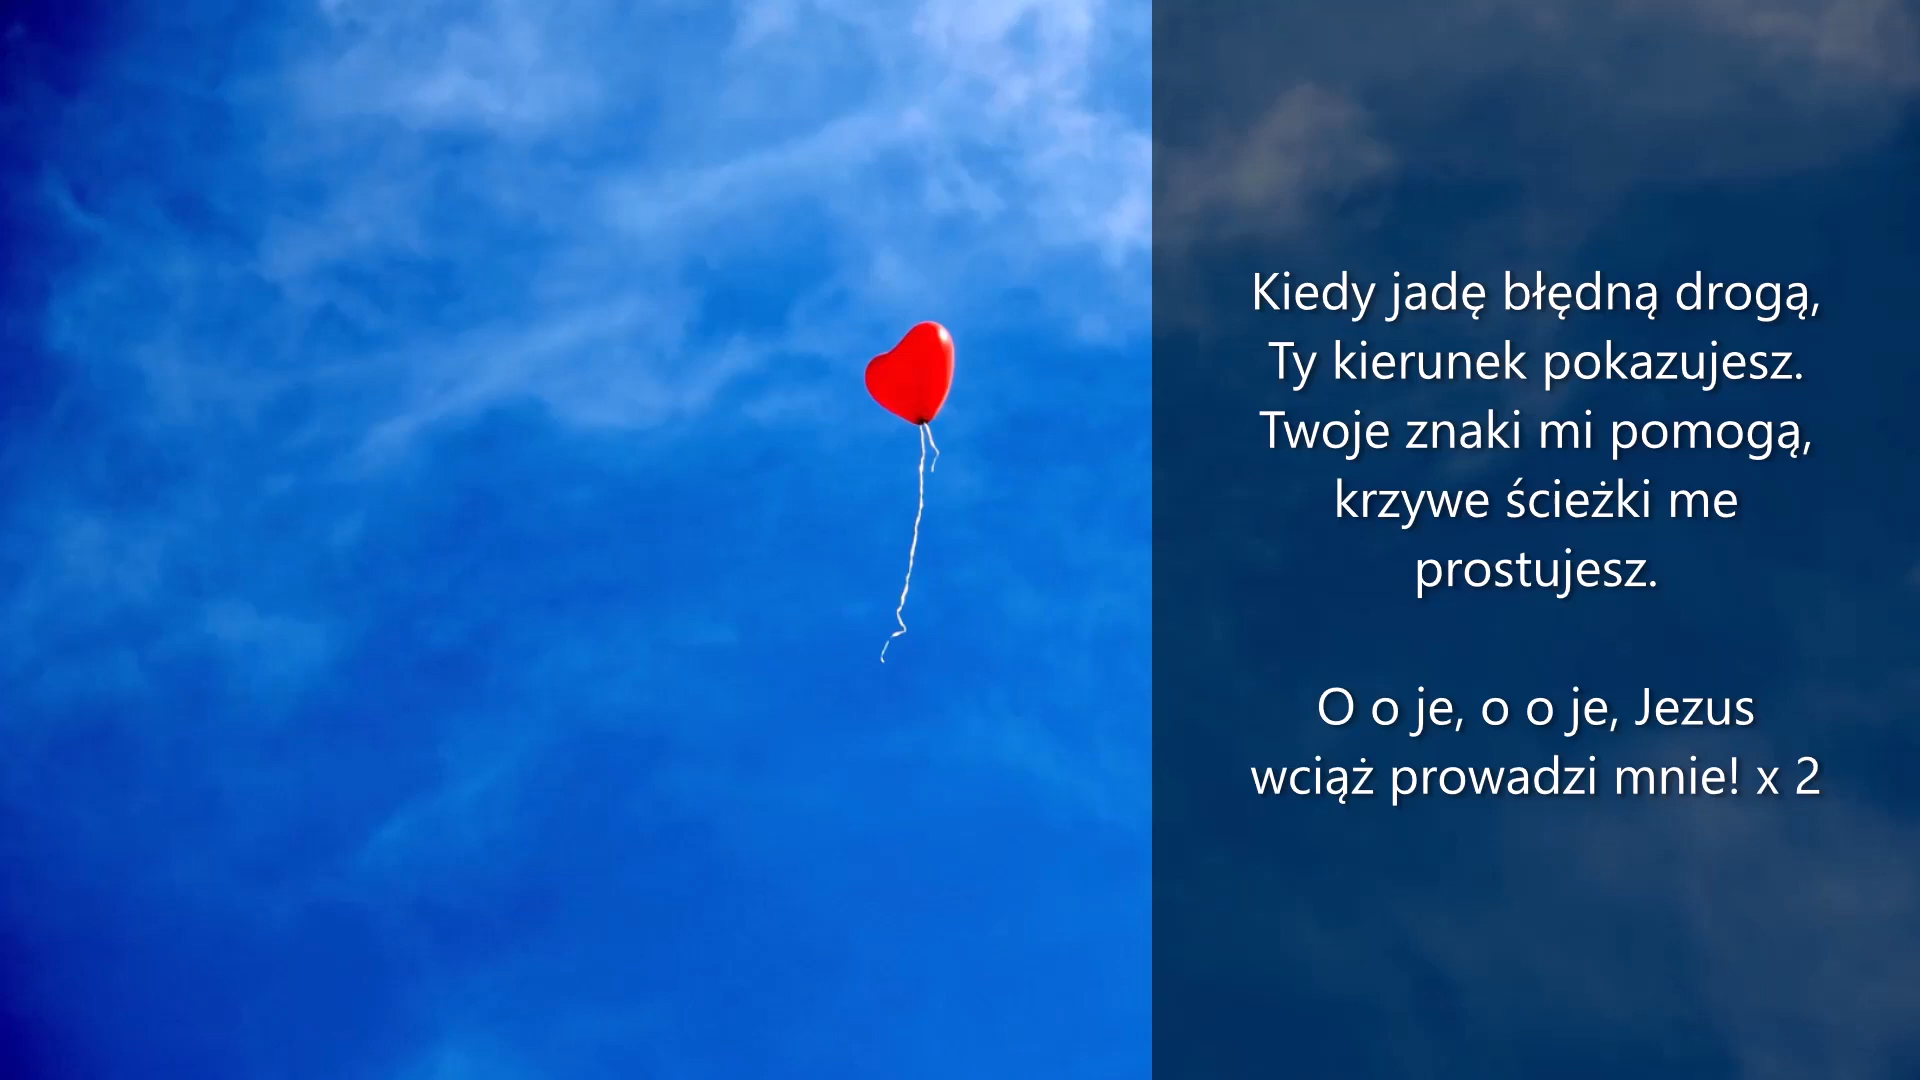 Kiedy jadę błędną drogą,
Ty kierunek pokazujesz.
Twoje znaki mi pomogą,
krzywe ścieżki me
prostujesz.
O o je, o o je, Jezus
wciąż prowadzi mnie! x 2